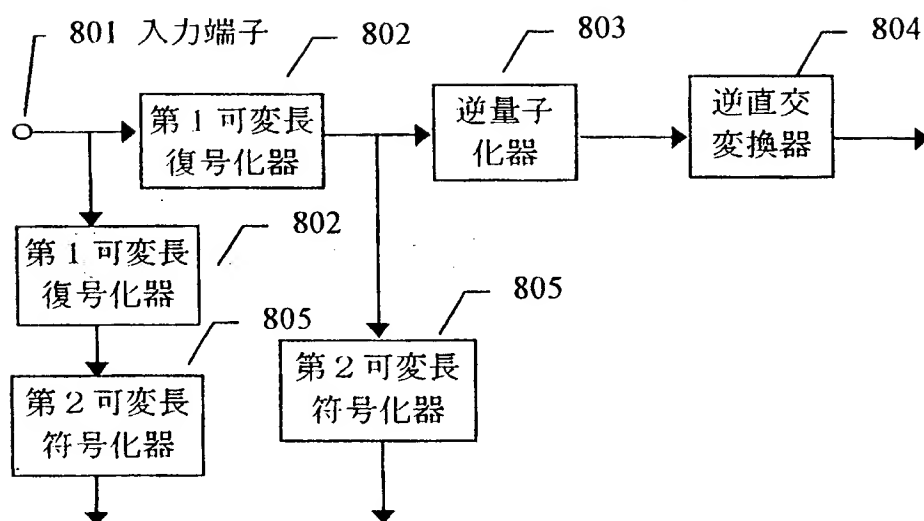 801 入力端子
802
803
804
第1可変長
復号化器
逆量子
化器
逆直交
変換器
第1可変長
復号化器
802
805
805
第2可変長
符号化器
第2可変長
符号化器